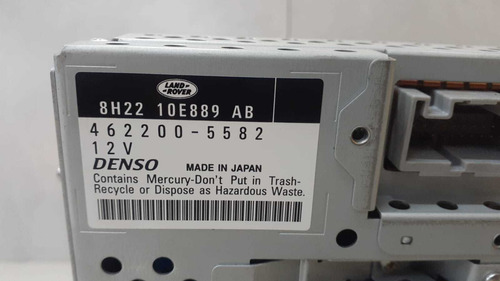 LAND
ROVER
8H22 10E889 AB
462200-5582
12V
DENSO MADE IN JAPAN
Contains Mercury-Don't Put in Trash-
Recycle or Dispose as Hazardous Waste.